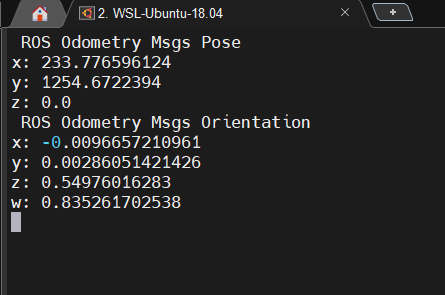 2. WSL-Ubuntu-18.04
ROS Odometry Msgs Pose
x: 233.776596124
y: 1254.6722394
z: 0.0
ROS Odometry Msgs Orientation
x: -0.0096657210961
y: 0.00286051421426
z: 0.54976016283
w: 0.835261702538